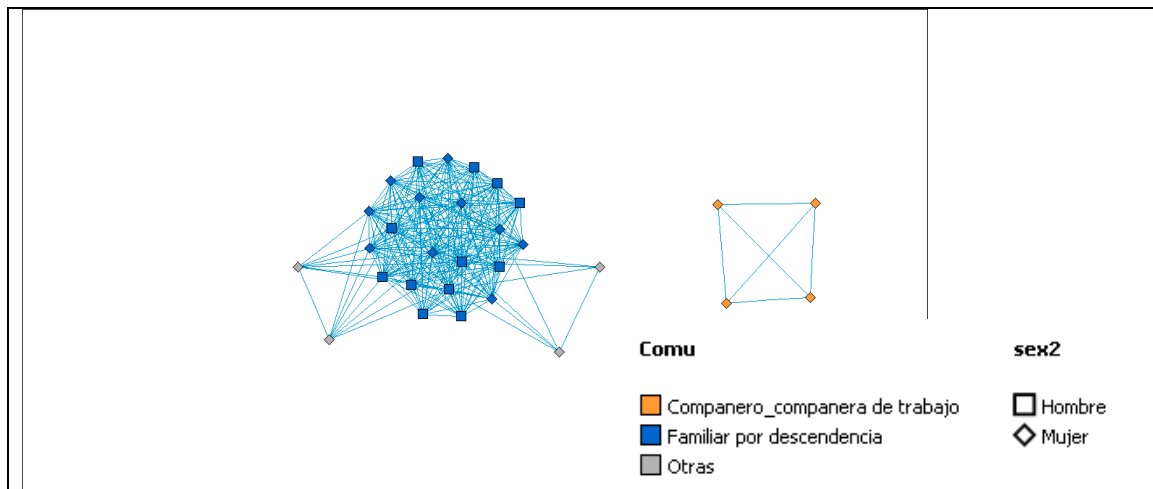 Comu
sex2
Companero_companera de trabajo
Hombre
Familiar por descendencia
Mujer
Otras